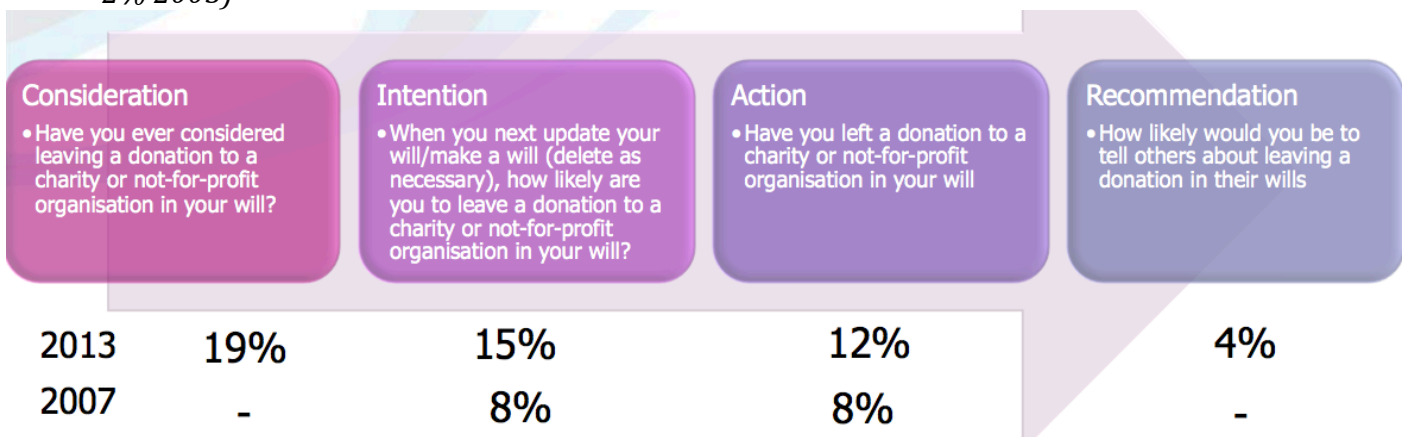 2% 2003)
Consideration
•Have you ever considered
leaving a donation to a
charity or not-for-profit
organisation in your will?
Intention
•When you next update your
will/make a will (delete as
necessary), how likely are
you to leave a donation to a
charity or not-for-profit
organisation in your will?
Action
•Have you left a donation to a
charity or not-for-profit
organisation in your will
Recommendation
•How likely would you be to
tell others about leaving a
donation in their wills
2013 19% 15% 12% 4%
2007 - 8% 8% -